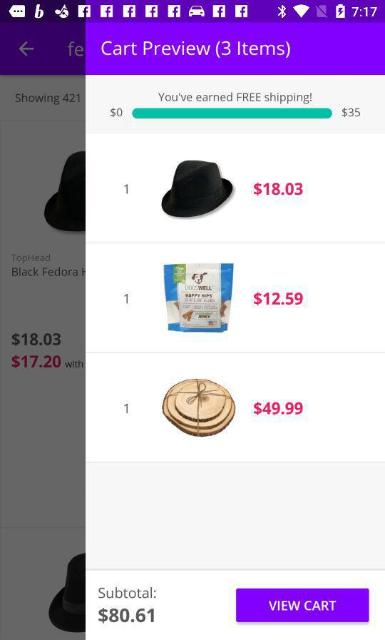 7:17
fe
Cart Preview (3 Items)
Showing 421
You've earned FREE shipping!
$0 $35
1 $18.03
TopHead
Black Fedora H
DOGSWELL
HAPPY HIPS
JERKY
1 $12.59
$18.03
$17.20 with
1 $49.99
Subtotal:
$80.61
VIEW CART